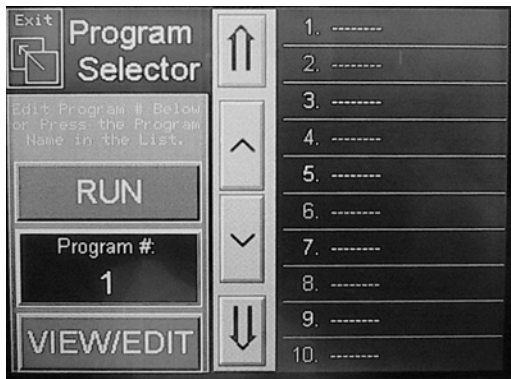 Exit
Program
Selector
Edit Program # Below
or Press the Program
Name in the List.
RUN
Program #:
1
VIEW/EDIT
1. --------
2. --------
3. --------
4. --------
5. --------
6. --------
7. --------
8. --------
9. --------
10. --------